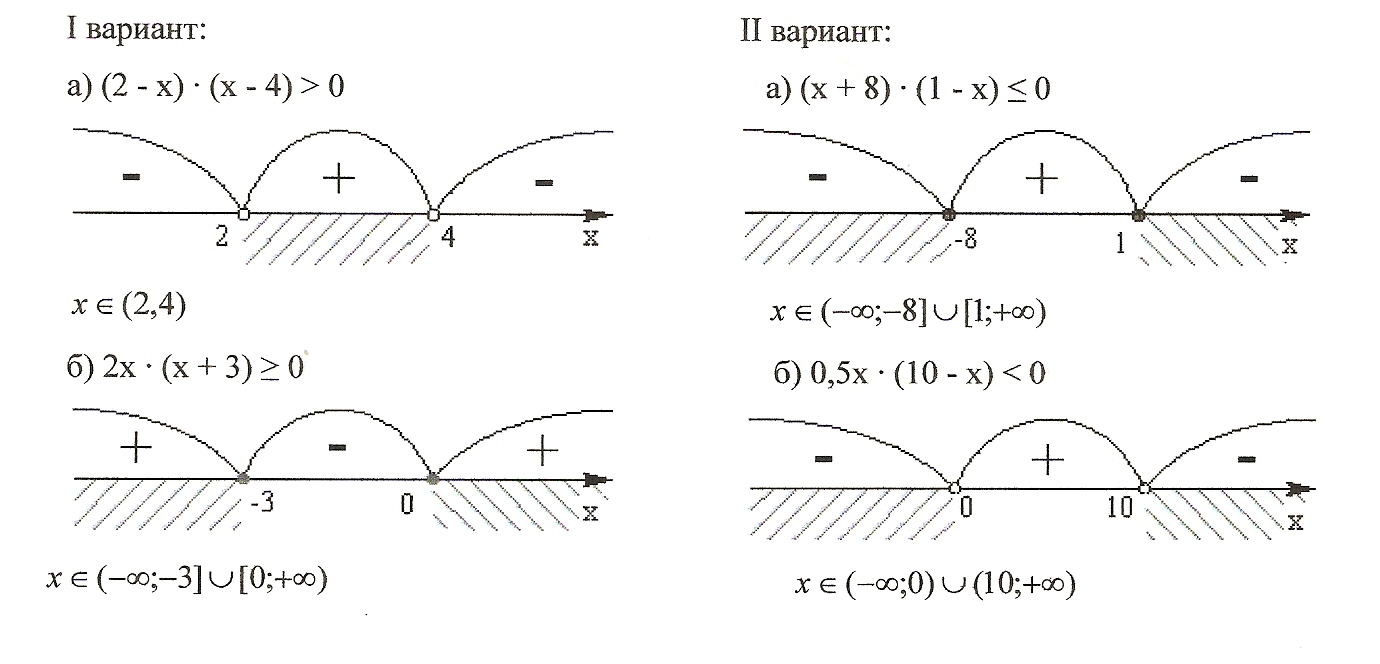 I вариант:
а) (2 - x) · (x - 4) > 0
- + -
2 4 x
x ∈ (2,4)
б) 2x · (x + 3) ≥ 0
+ - +
-3 0 x
x ∈ (−∞;−3] ∪ [0;+∞)
II вариант:
а) (x + 8) · (1 - x) ≤ 0
- + -
-8 1 x
x ∈ (−∞;−8] ∪ [1;+∞)
б) 0,5x · (10 - x) < 0
- + -
0 10 x
x ∈ (−∞;0) ∪ (10;+∞)